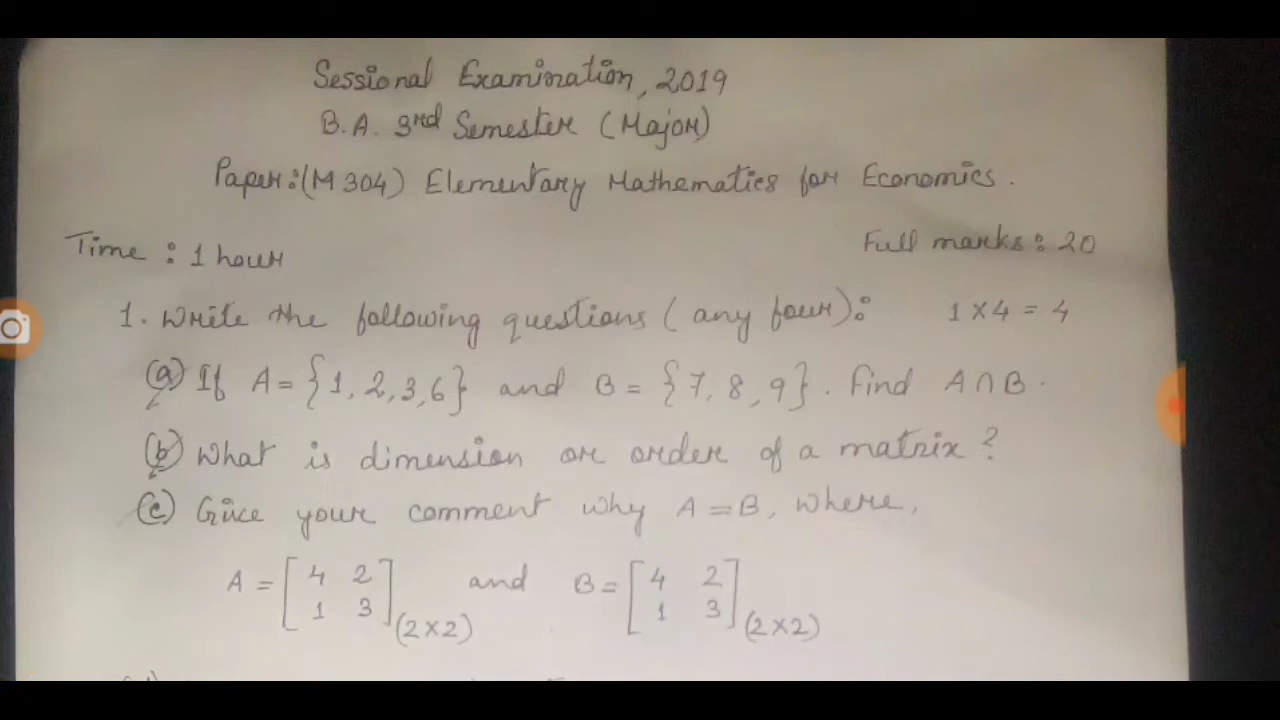 Sessional Examination, 2019
B.A. 3rd Semester (Major)
Paper:(M 304) Elementary Mathematics for Economics.
Time : 1 hour
Full marks: 20
1. Write the following questions (any four): 1 × 4 = 4
(a) If A = {1, 2, 3, 6} and B = {7, 8, 9}. Find A ∩ B.
(b) What is dimension or order of a matrix?
(c) Give your comment why A = B, where,
A = [4 2 and B = [4 2
1 3](2×2) 1 3](2×2)